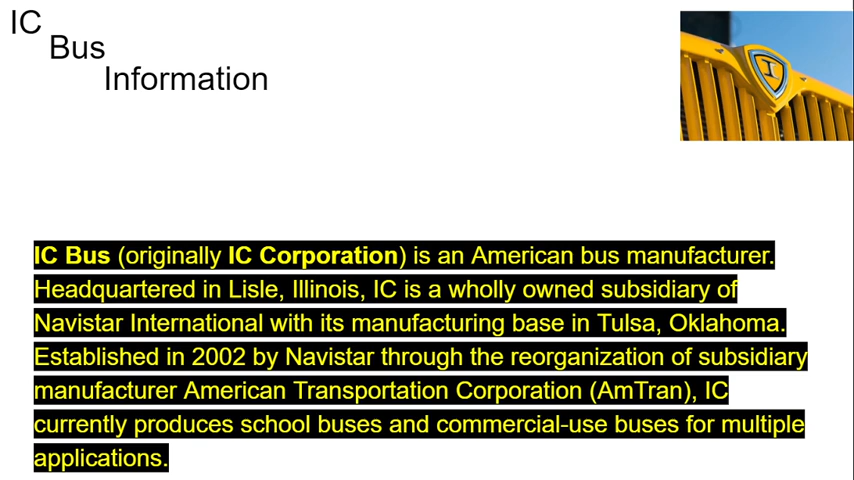 IC
Bus
Information
I
IC Bus (originally IC Corporation) is an American bus manufacturer.
Headquartered in Lisle, Illinois, IC is a wholly owned subsidiary of
Navistar International with its manufacturing base in Tulsa, Oklahoma.
Established in 2002 by Navistar through the reorganization of subsidiary
manufacturer American Transportation Corporation (AmTran), IC
currently produces school buses and commercial-use buses for multiple
applications.